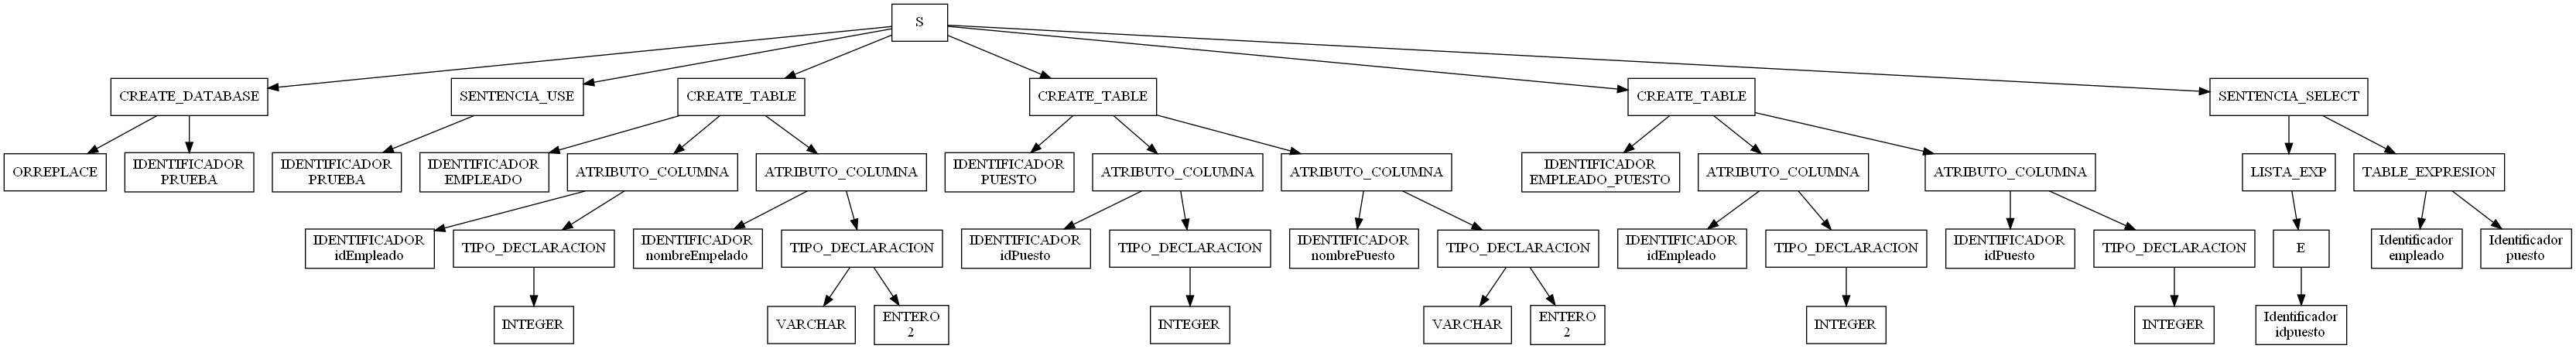 S
CREATE_DATABASE
SENTENCIA_USE
CREATE_TABLE
CREATE_TABLE
CREATE_TABLE
SENTENCIA_SELECT
ORREPLACE
IDENTIFICADOR
PRUEBA
IDENTIFICADOR
PRUEBA
IDENTIFICADOR
EMPLEADO
ATRIBUTO_COLUMNA
ATRIBUTO_COLUMNA
IDENTIFICADOR
PUESTO
ATRIBUTO_COLUMNA
ATRIBUTO_COLUMNA
IDENTIFICADOR
EMPLEADO_PUESTO
ATRIBUTO_COLUMNA
ATRIBUTO_COLUMNA
LISTA_EXP
TABLE_EXPRESION
IDENTIFICADOR
idEmpleado
TIPO_DECLARACION
IDENTIFICADOR
nombreEmpelado
TIPO_DECLARACION
IDENTIFICADOR
idPuesto
TIPO_DECLARACION
IDENTIFICADOR
nombrePuesto
TIPO_DECLARACION
IDENTIFICADOR
idEmpleado
TIPO_DECLARACION
IDENTIFICADOR
idPuesto
TIPO_DECLARACION
E
Identificador
empleado
Identificador
puesto
INTEGER
VARCHAR
ENTERO
2
INTEGER
VARCHAR
ENTERO
2
INTEGER
INTEGER
Identificador
idpuesto